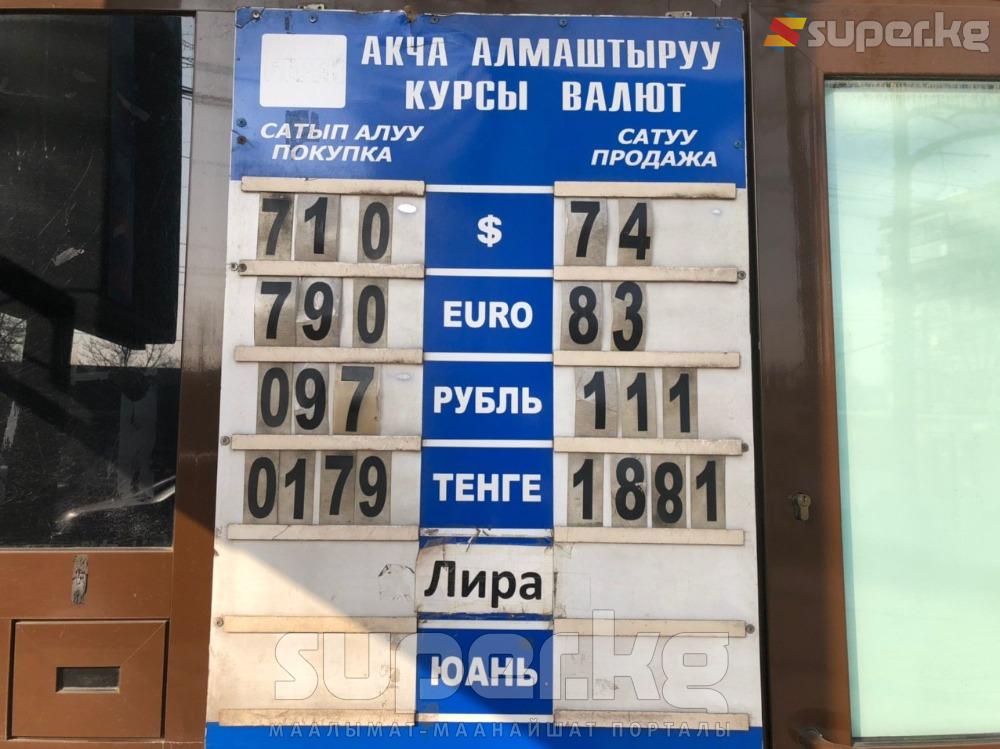 super.kg
АКЧА АЛМАШТЫРУУ
КУРСЫ ВАЛЮТ
САТЫП АЛУУ САТУУ
ПОКУПКА ПРОДАЖА
710 $ 74
790 EURO 83
097 РУБЛЬ 111
0179 ТЕНГЕ 1881
Лира
super.kg
ЮАНЬ
МААЛЫМАТ-МААНАЙШАТ ПОРТАЛЫ